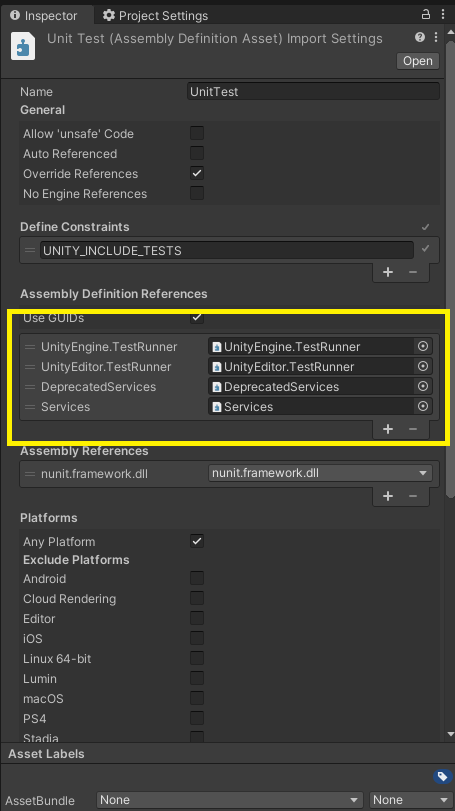 Inspector Project Settings
Unit Test (Assembly Definition Asset) Import Settings
Open
Name UnitTest
General
Allow 'unsafe' Code
Auto Referenced
Override References
No Engine References
Define Constraints
UNITY_INCLUDE_TESTS
Assembly Definition References
Use GUIDs
UnityEngine.TestRunner UnityEngine.TestRunner
UnityEditor.TestRunner UnityEditor.TestRunner
DeprecatedServices DeprecatedServices
Services Services
Assembly References
nunit.framework.dll nunit.framework.dll
Platforms
Any Platform
Exclude Platforms
Android
Cloud Rendering
Editor
iOS
Linux 64-bit
Lumin
macOS
PS4
Stadia
Asset Labels
AssetBundle None None